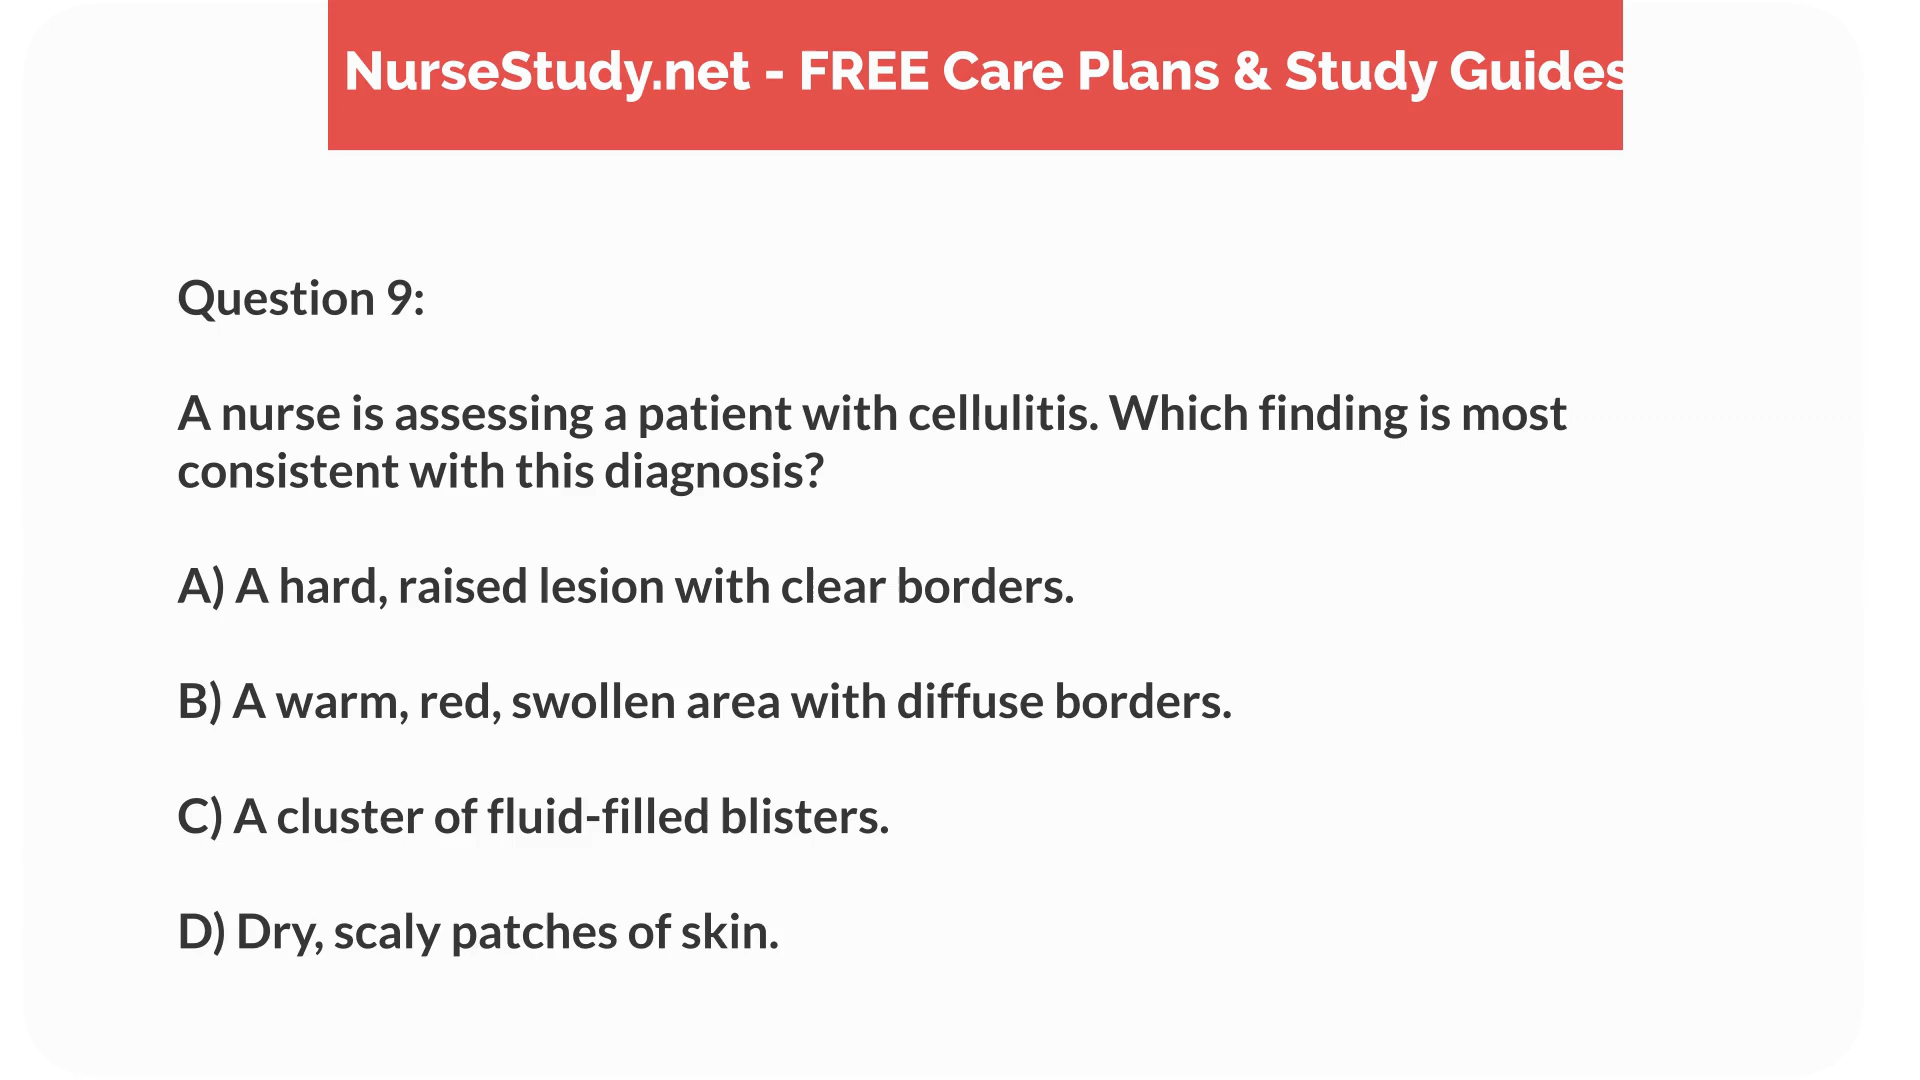 NurseStudy.net - FREE Care Plans & Study Guides
Question 9:
A nurse is assessing a patient with cellulitis. Which finding is most
consistent with this diagnosis?
A) A hard, raised lesion with clear borders.
B) A warm, red, swollen area with diffuse borders.
C) A cluster of fluid-filled blisters.
D) Dry, scaly patches of skin.